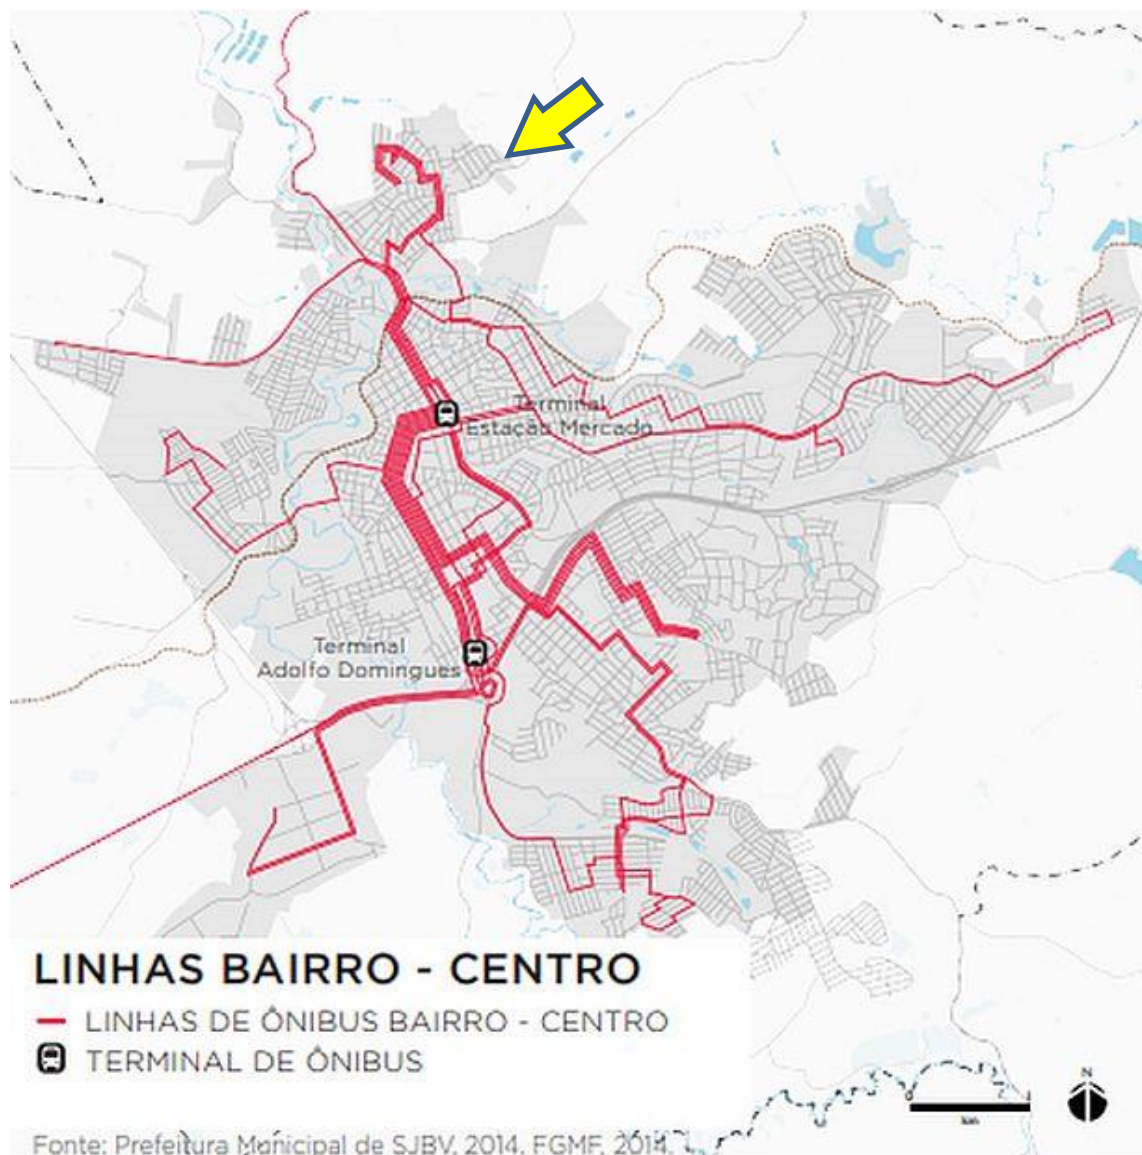 Terminal
Estação Mercado
Terminal
Adolfo Domingues
LINHAS BAIRRO - CENTRO
LINHAS DE ÔNIBUS BAIRRO - CENTRO
TERMINAL DE ÔNIBUS
N
km
Fonte: Prefeitura Municipal de SJBV, 2014. FGMF, 2014.